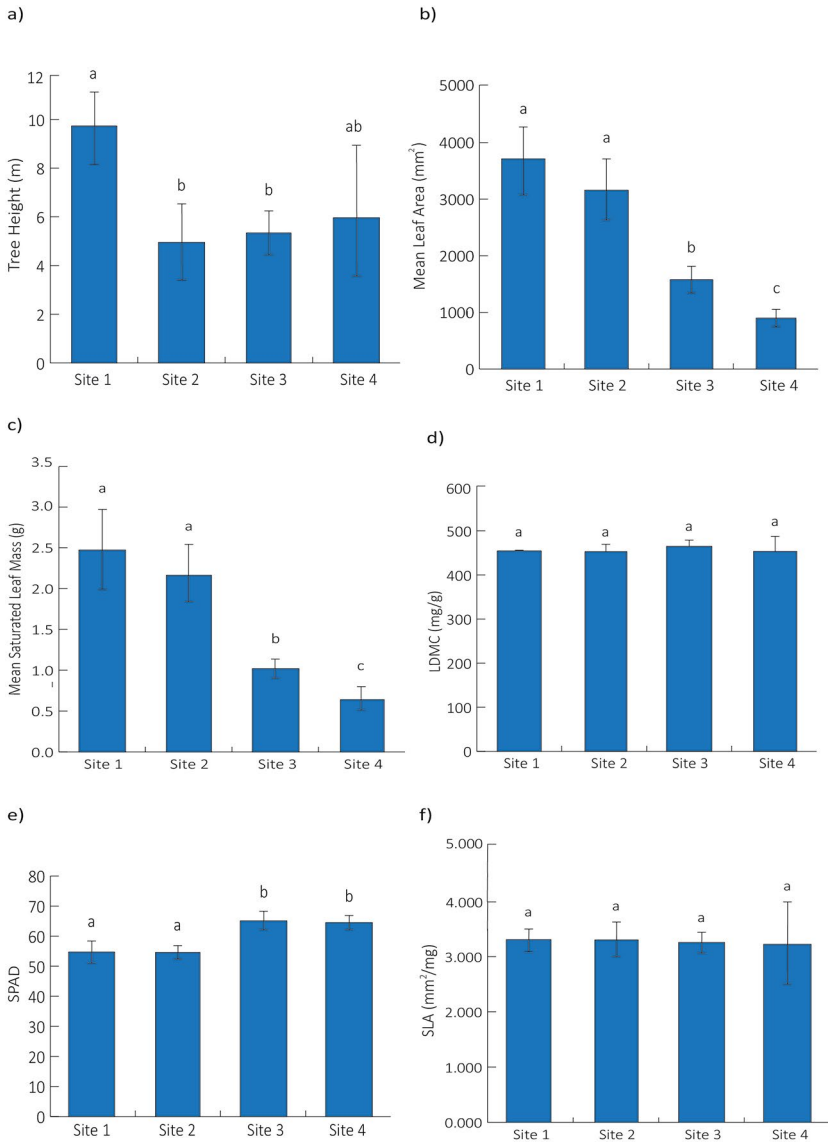 a)
Tree Height (m)
12
10
8
6
4
2
0
a
b
b
ab
Site 1
Site 2
Site 3
Site 4
b)
Mean Leaf Area (mm²)
5000
4000
3000
2000
1000
0
a
a
b
c
Site 1
Site 2
Site 3
Site 4
c)
Mean Saturated Leaf Mass (g)
3.5
3.0
2.5
2.0
1.5
1.0
0.5
0.0
a
a
b
c
Site 1
Site 2
Site 3
Site 4
d)
LDMC (mg/g)
600
500
400
300
200
100
0
a
a
a
a
Site 1
Site 2
Site 3
Site 4
e)
SPAD
80
70
60
50
40
30
20
10
0
a
a
b
b
Site 1
Site 2
Site 3
Site 4
f)
SLA (mm²/mg)
5.000
4.000
3.000
2.000
1.000
0.000
a
a
a
a
Site 1
Site 2
Site 3
Site 4